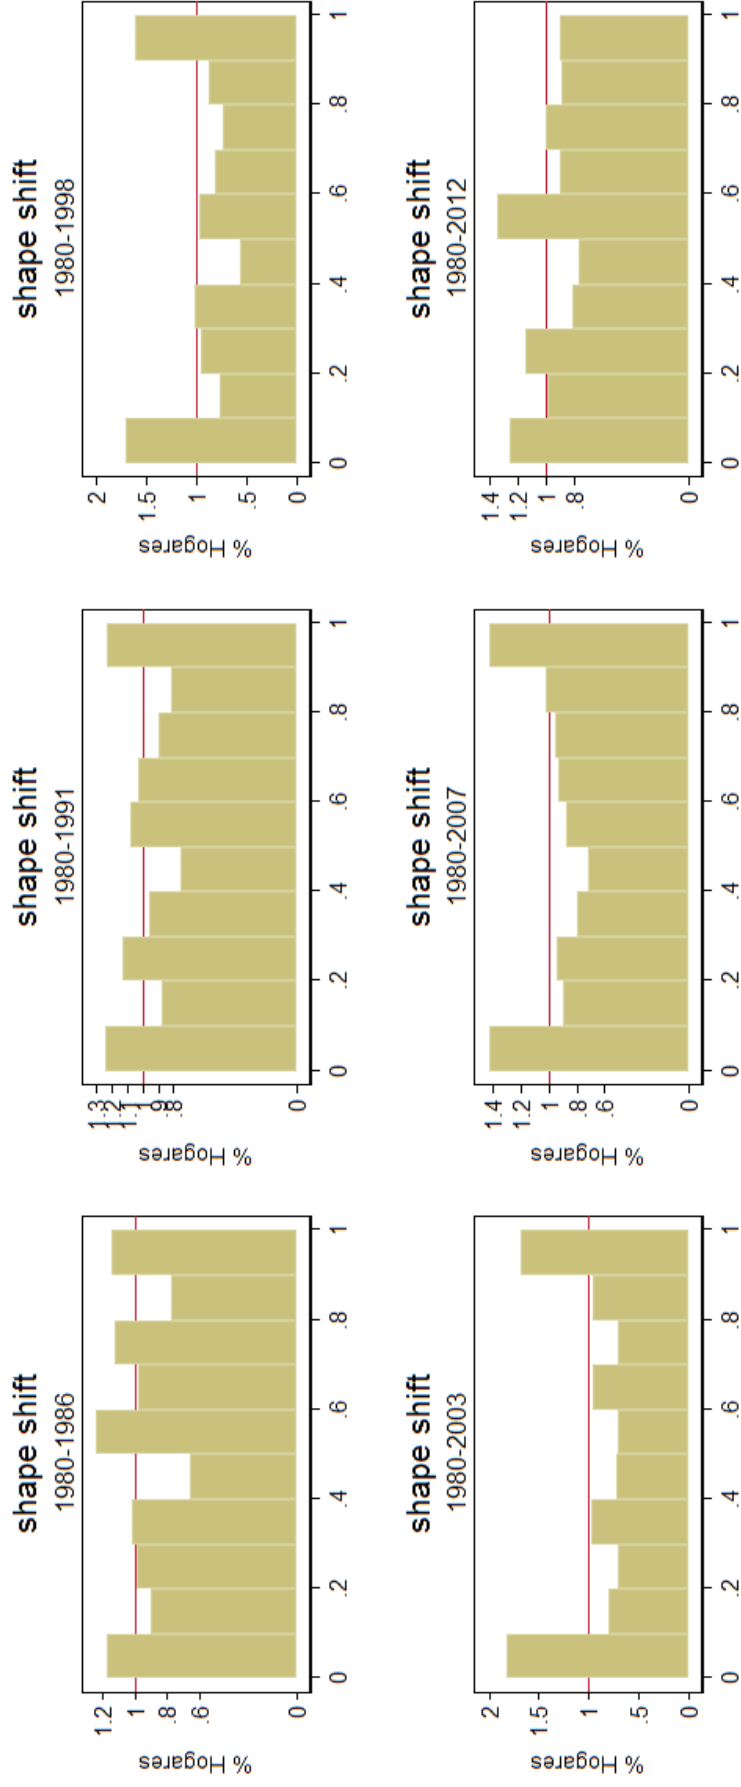 shape shift
1980-1986
% Hogares
1.2
1
.8
.6
0
0 .2 .4 .6 .8 1
shape shift
1980-1991
% Hogares
1.3
1.2
1.1
1
.9
.8
0
0 .2 .4 .6 .8 1
shape shift
1980-1998
% Hogares
2
1.5
1
.5
0
0 .2 .4 .6 .8 1
shape shift
1980-2003
% Hogares
2
1.5
1
.5
0
0 .2 .4 .6 .8 1
shape shift
1980-2007
% Hogares
1.4
1.2
1
.8
.6
0
0 .2 .4 .6 .8 1
shape shift
1980-2012
% Hogares
1.4
1.2
1
.8
0
0 .2 .4 .6 .8 1